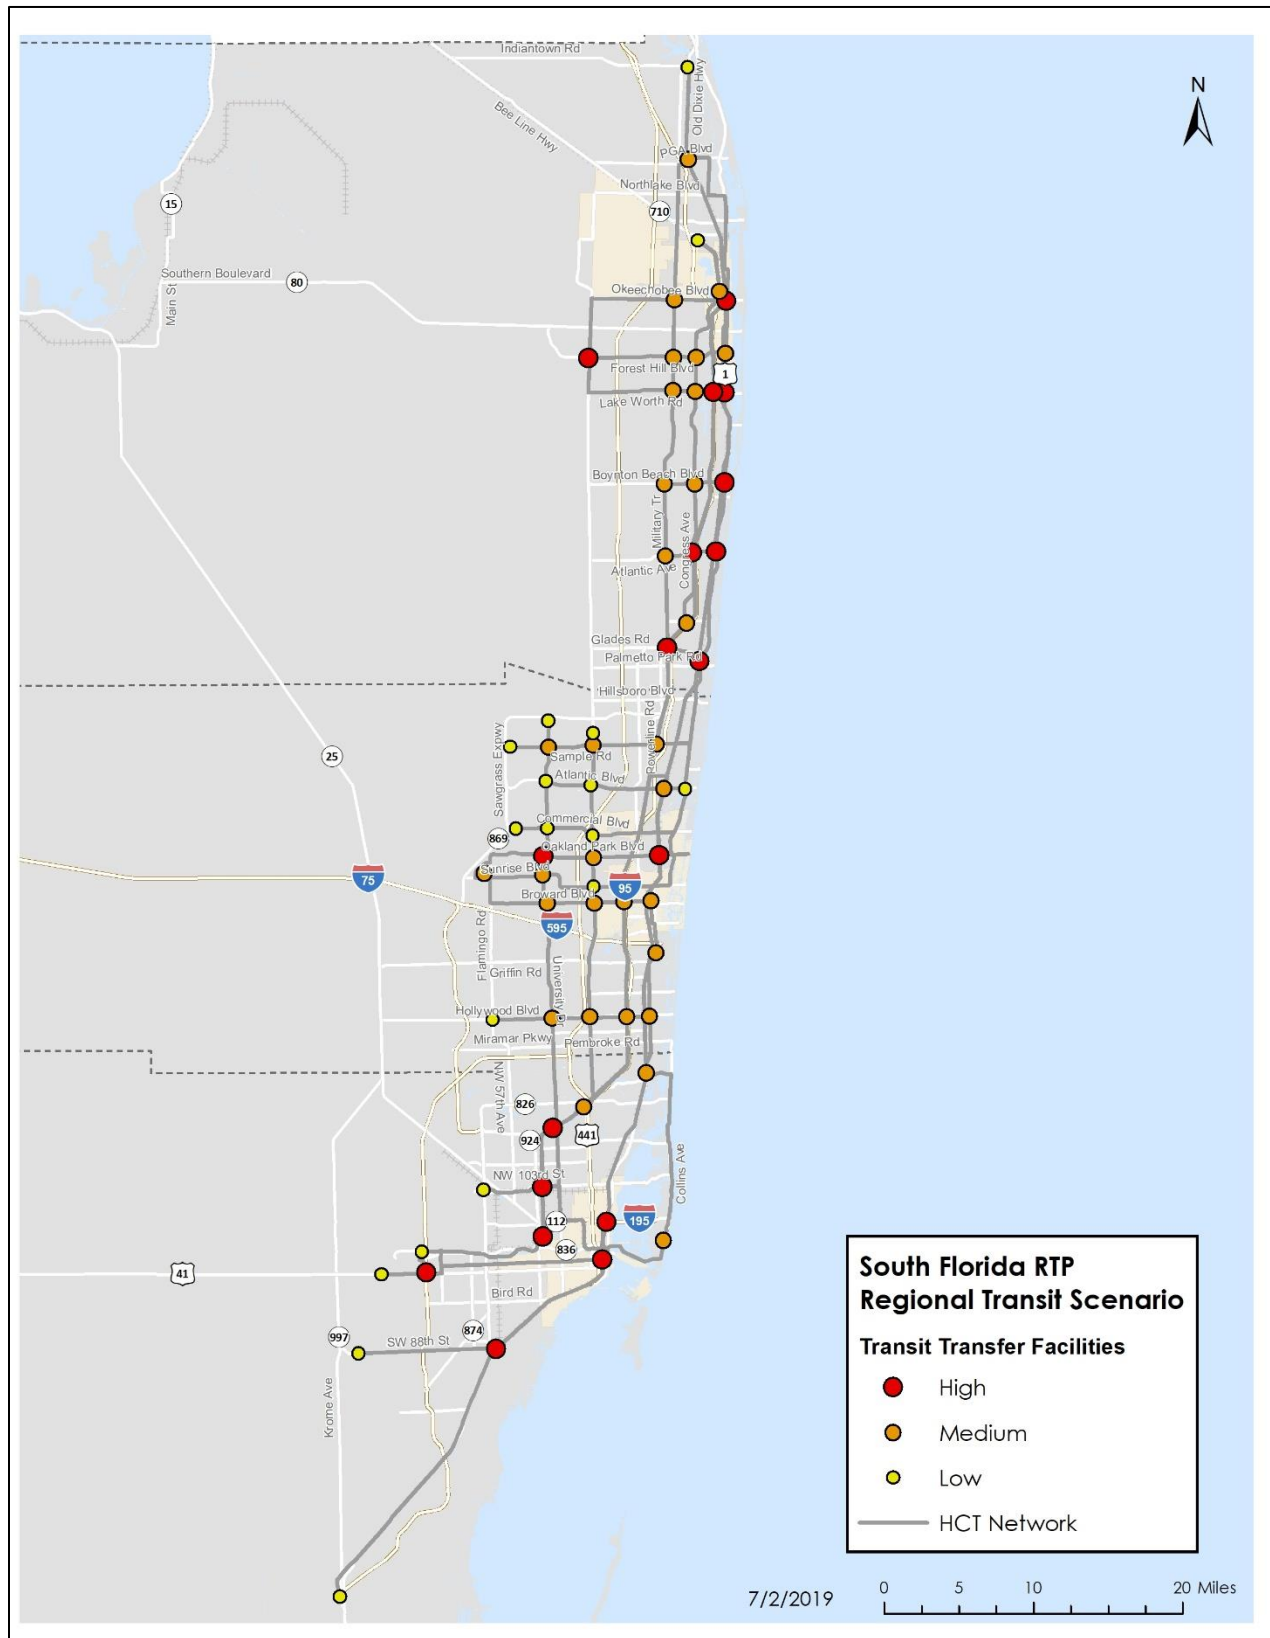 Indiantown Rd
Old Dixie Hwy
Bee Line Hwy
PGA Blvd
Northlake Blvd
15
710
Southern Boulevard
80
Main St
Okeechobee Blvd
Forest Hill Blvd
1
Lake Worth Rd
Boynton Beach Blvd
Military Tr
Congress Ave
Atlantic Ave
Glades Rd
Palmetto Park Rd
Hillsboro Blvd
Powerline Rd
Sawgrass Expwy
25
Sample Rd
Atlantic Blvd
Commercial Blvd
869
Oakland Park Blvd
Sunrise Blvd
75
95
Broward Blvd
595
Flamingo Rd
University Dr
Griffin Rd
Hollywood Blvd
Miramar Pkwy
Pembroke Rd
NW 57th Ave
826
924
441
NW 103rd St
Collins Ave
112
195
836
41
Bird Rd
874
997
SW 88th St
Krome Ave
N
South Florida RTP
Regional Transit Scenario
Transit Transfer Facilities
High
Medium
Low
HCT Network
7/2/2019
0 5 10 20 Miles